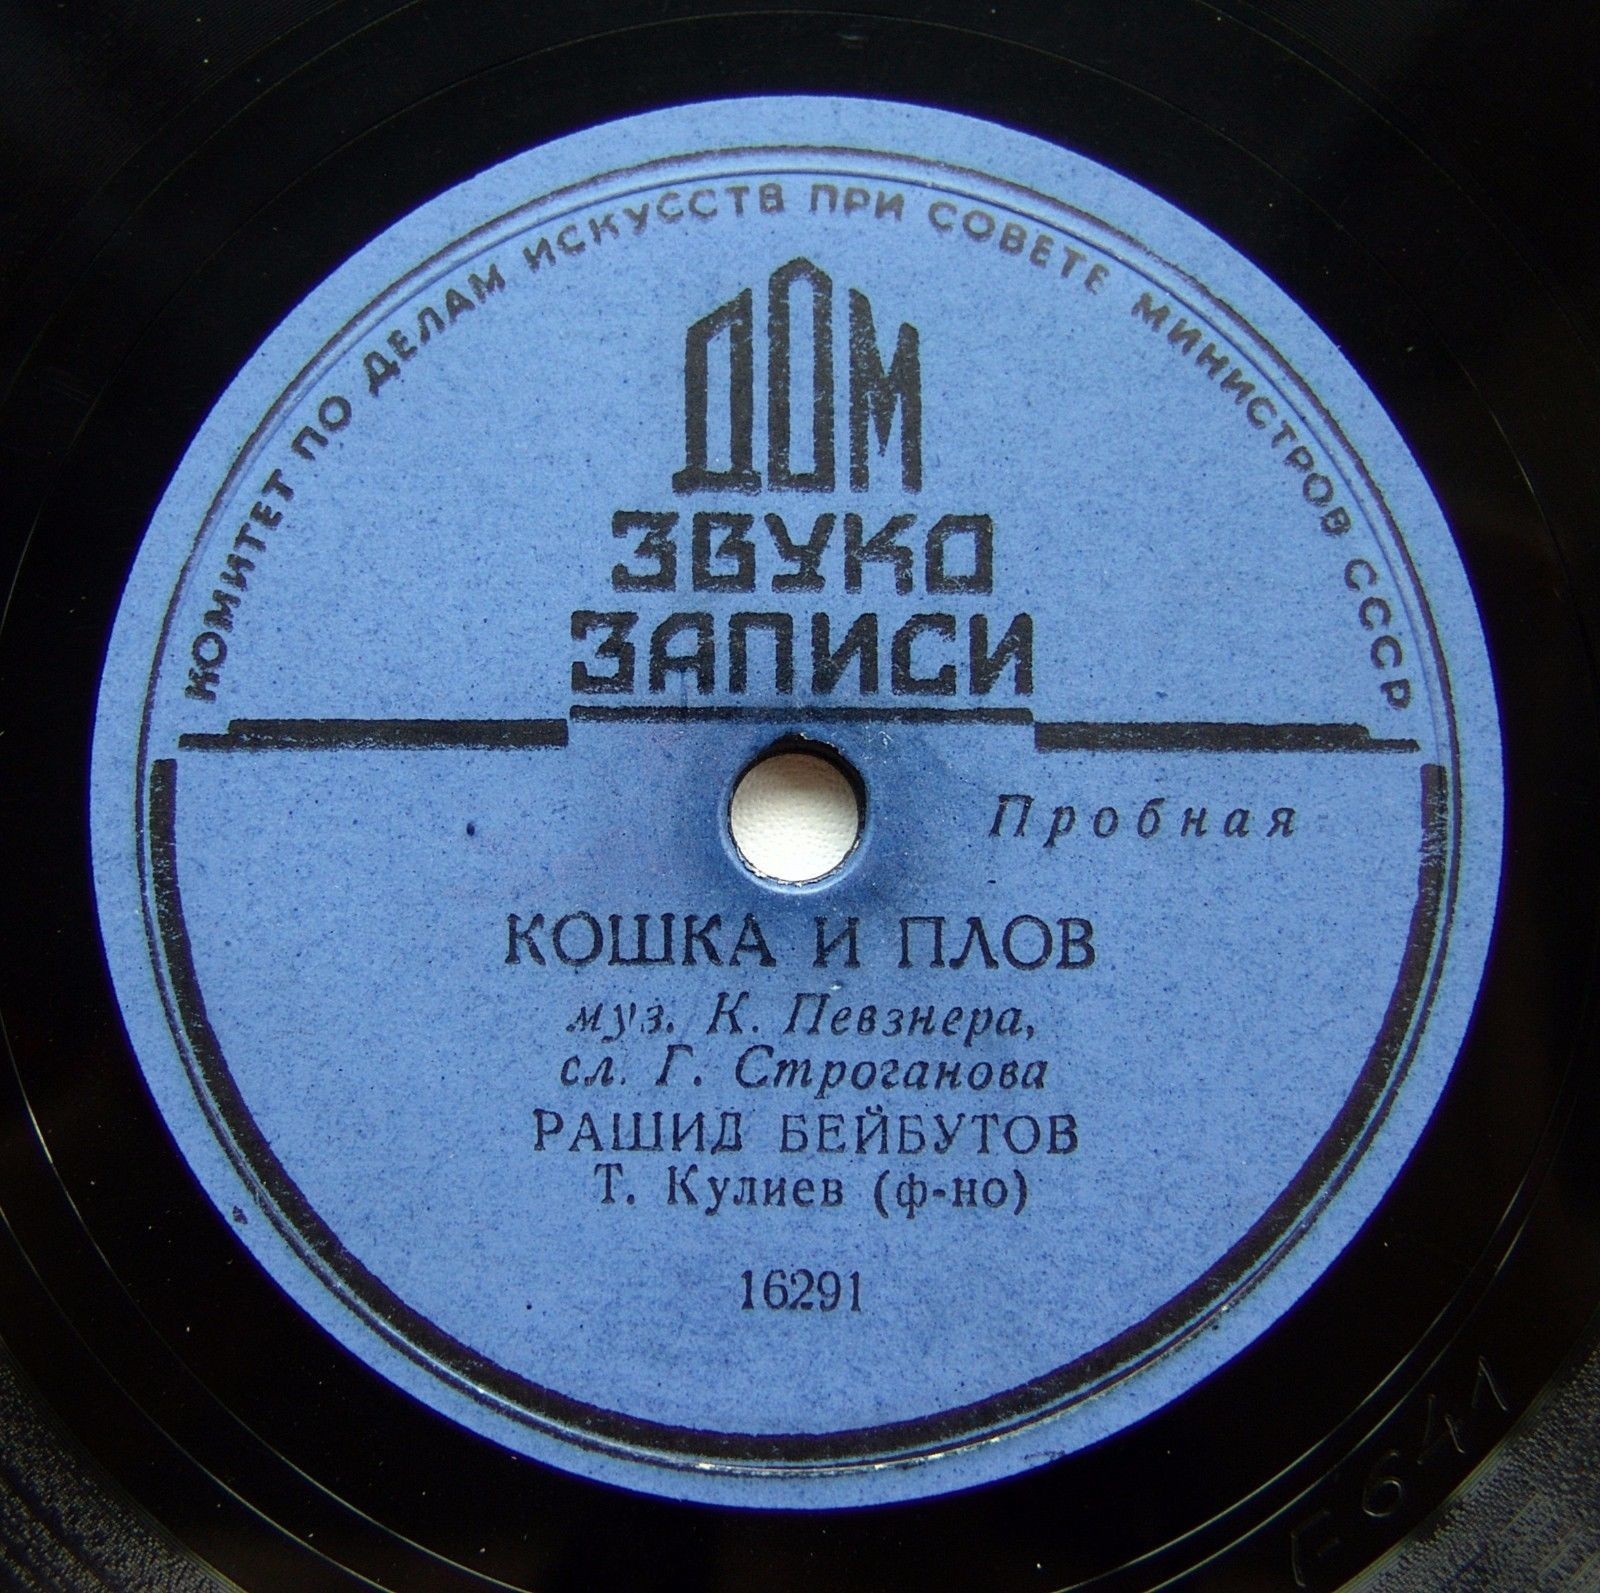 КОМИТЕТ ПО ДЕЛАМ ИСКУССТВ ПРИ СОВЕТЕ МИНИСТРОВ СССР
ДОМ
ЗВУКО
ЗАПИСИ
Пробная
КОШКА И ПЛОВ
муз. К. Певзнера,
сл. Г. Строганова
РАШИД БЕЙБУТОВ
Т. Кулиев (ф-но)
16291